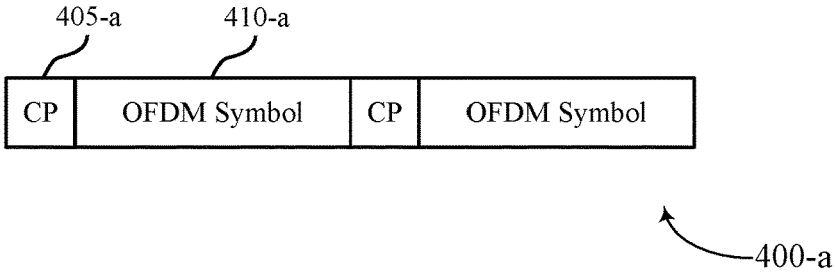 405-a 410-a
CP OFDM Symbol CP OFDM Symbol
400-a